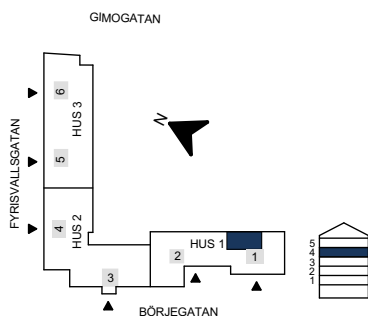 GIMOGATAN
N
FYRISVALLSGATAN
6
HUS 3
5
4
HUS 2
3
HUS 1
2
1
5
4
3
2
1
BÖRJEGATAN